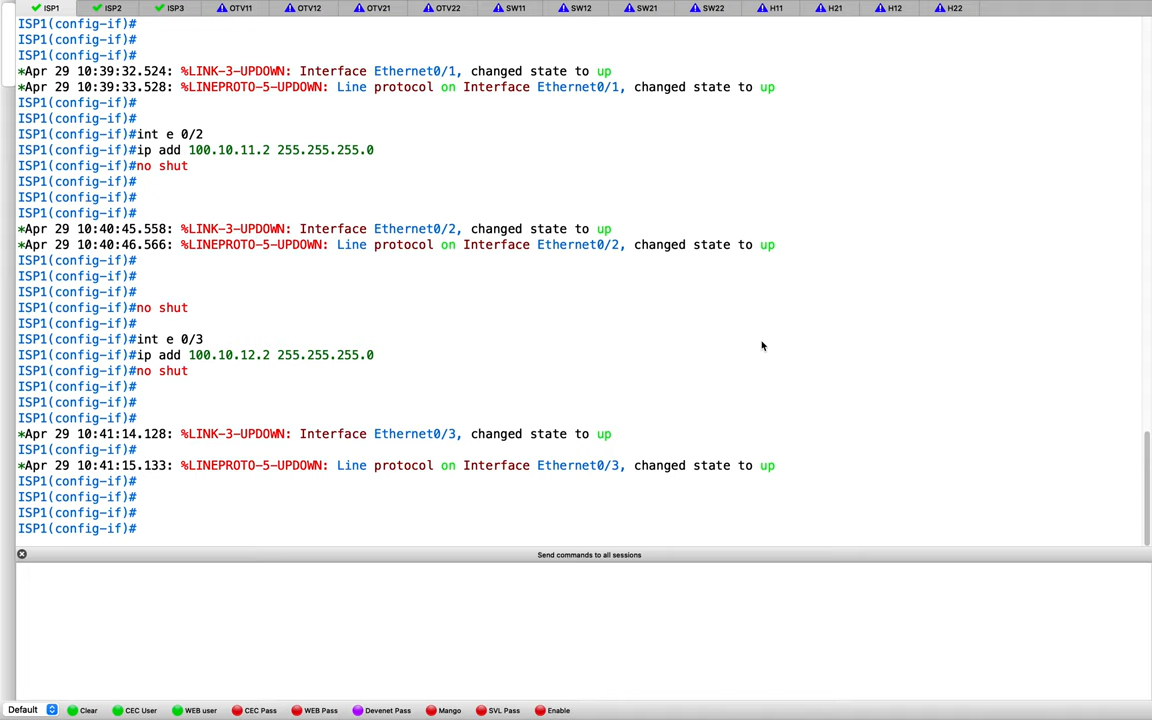 ISP1 ISP2 ISP3 OTV11 OTV12 OTV21 OTV22 SW11 SW12 SW21 SW22 H11 H21 H12 H22
ISP1(config-if)#
ISP1(config-if)#
ISP1(config-if)#
*Apr 29 10:39:32.524: %LINK-3-UPDOWN: Interface Ethernet0/1, changed state to up
*Apr 29 10:39:33.528: %LINEPROTO-5-UPDOWN: Line protocol on Interface Ethernet0/1, changed state to up
ISP1(config-if)#
ISP1(config-if)#
ISP1(config-if)#int e 0/2
ISP1(config-if)#ip add 100.10.11.2 255.255.255.0
ISP1(config-if)#no shut
ISP1(config-if)#
ISP1(config-if)#
ISP1(config-if)#
*Apr 29 10:40:45.558: %LINK-3-UPDOWN: Interface Ethernet0/2, changed state to up
*Apr 29 10:40:46.566: %LINEPROTO-5-UPDOWN: Line protocol on Interface Ethernet0/2, changed state to up
ISP1(config-if)#
ISP1(config-if)#
ISP1(config-if)#
ISP1(config-if)#no shut
ISP1(config-if)#
ISP1(config-if)#int e 0/3
ISP1(config-if)#ip add 100.10.12.2 255.255.255.0
ISP1(config-if)#no shut
ISP1(config-if)#
ISP1(config-if)#
ISP1(config-if)#
*Apr 29 10:41:14.128: %LINK-3-UPDOWN: Interface Ethernet0/3, changed state to up
ISP1(config-if)#
*Apr 29 10:41:15.133: %LINEPROTO-5-UPDOWN: Line protocol on Interface Ethernet0/3, changed state to up
ISP1(config-if)#
ISP1(config-if)#
ISP1(config-if)#
ISP1(config-if)#
Send commands to all sessions
Default Clear CEC User WEB user CEC Pass WEB Pass Devenet Pass Mango SVL Pass Enable